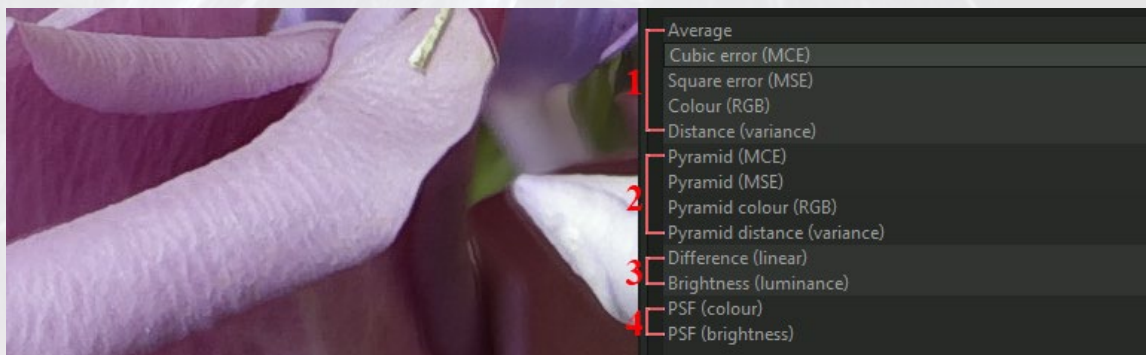 Average
Cubic error (MCE)
1 Square error (MSE)
Colour (RGB)
Distance (variance)
Pyramid (MCE)
Pyramid (MSE)
2 Pyramid colour (RGB)
Pyramid distance (variance)
3 Difference (linear)
Brightness (luminance)
4 PSF (colour)
PSF (brightness)